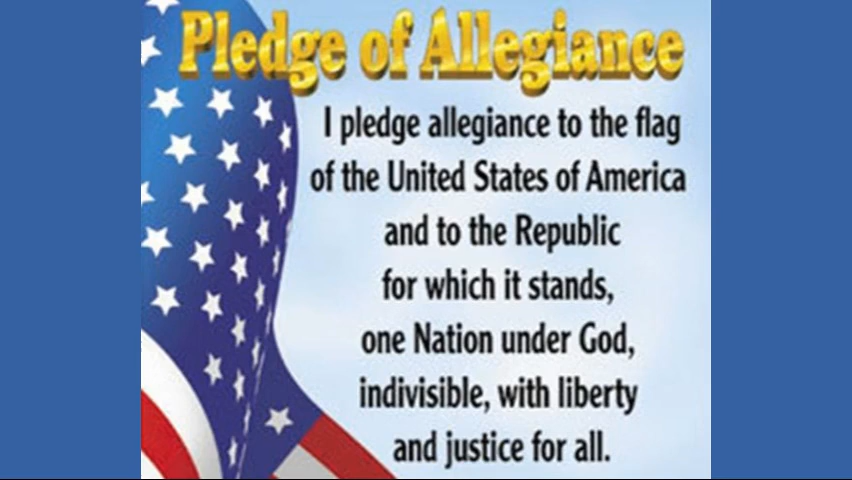 Pledge of Allegiance
I pledge allegiance to the flag
of the United States of America
and to the Republic
for which it stands,
one Nation under God,
indivisible, with liberty
and justice for all.